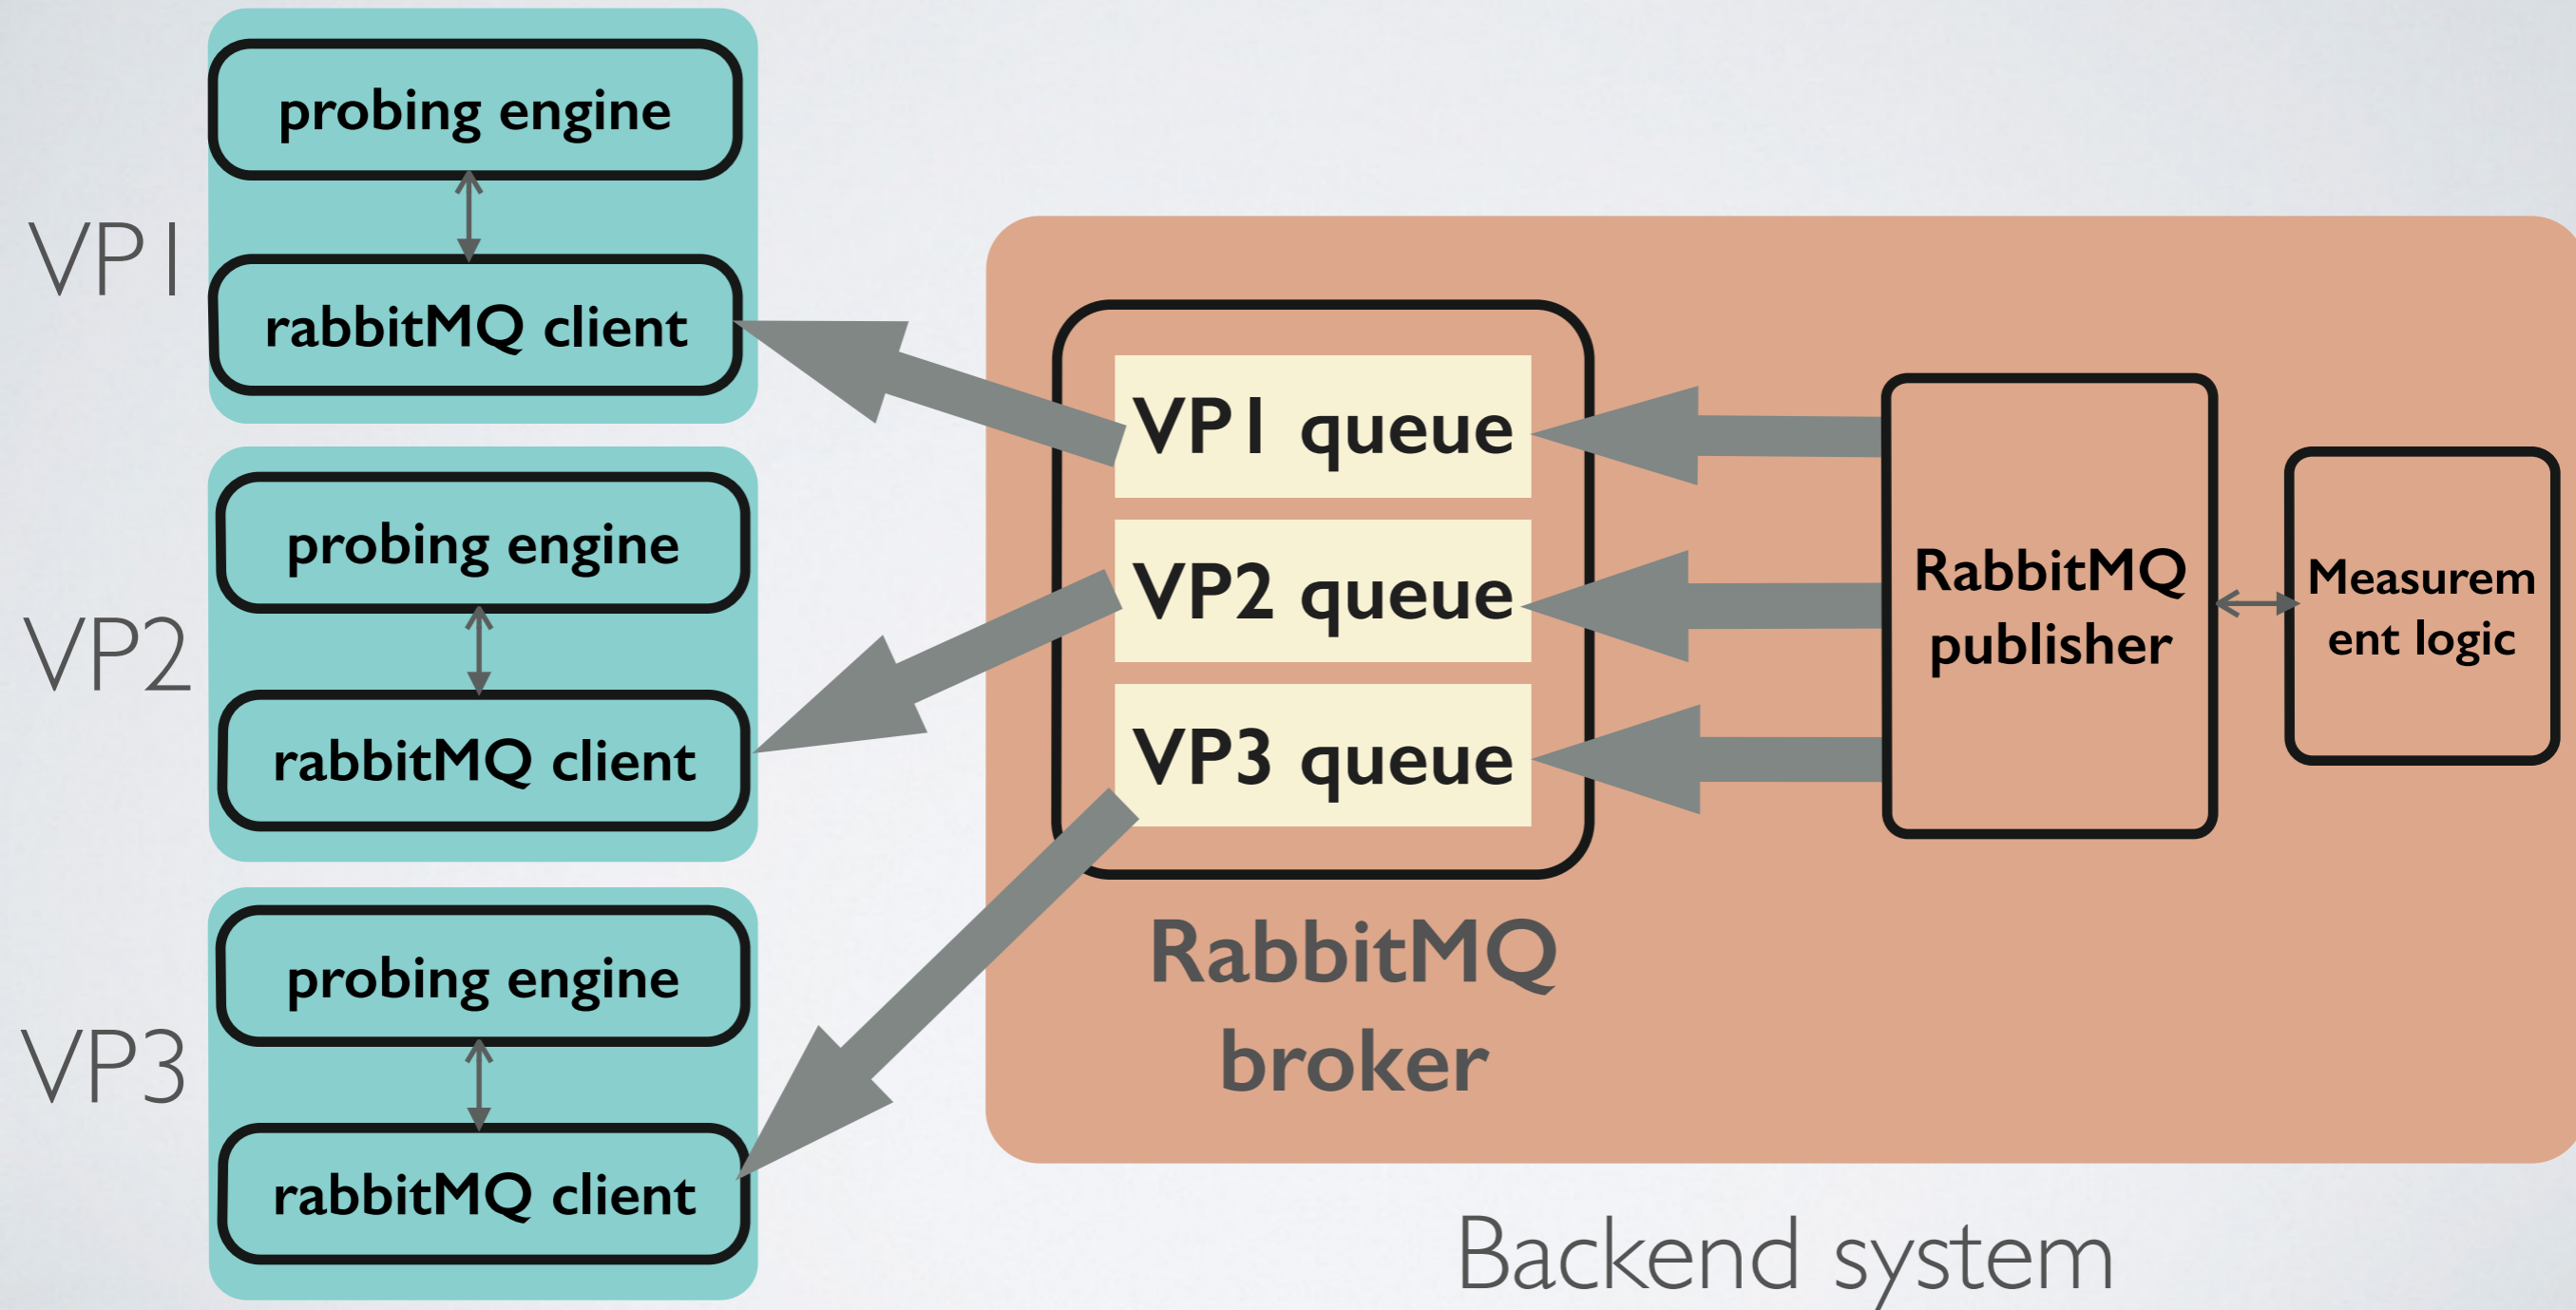 VP1
probing engine
rabbitMQ client
VP2
probing engine
rabbitMQ client
VP3
probing engine
rabbitMQ client
VP1 queue
VP2 queue
VP3 queue
RabbitMQ
broker
RabbitMQ
publisher
Measurem
ent logic
Backend system